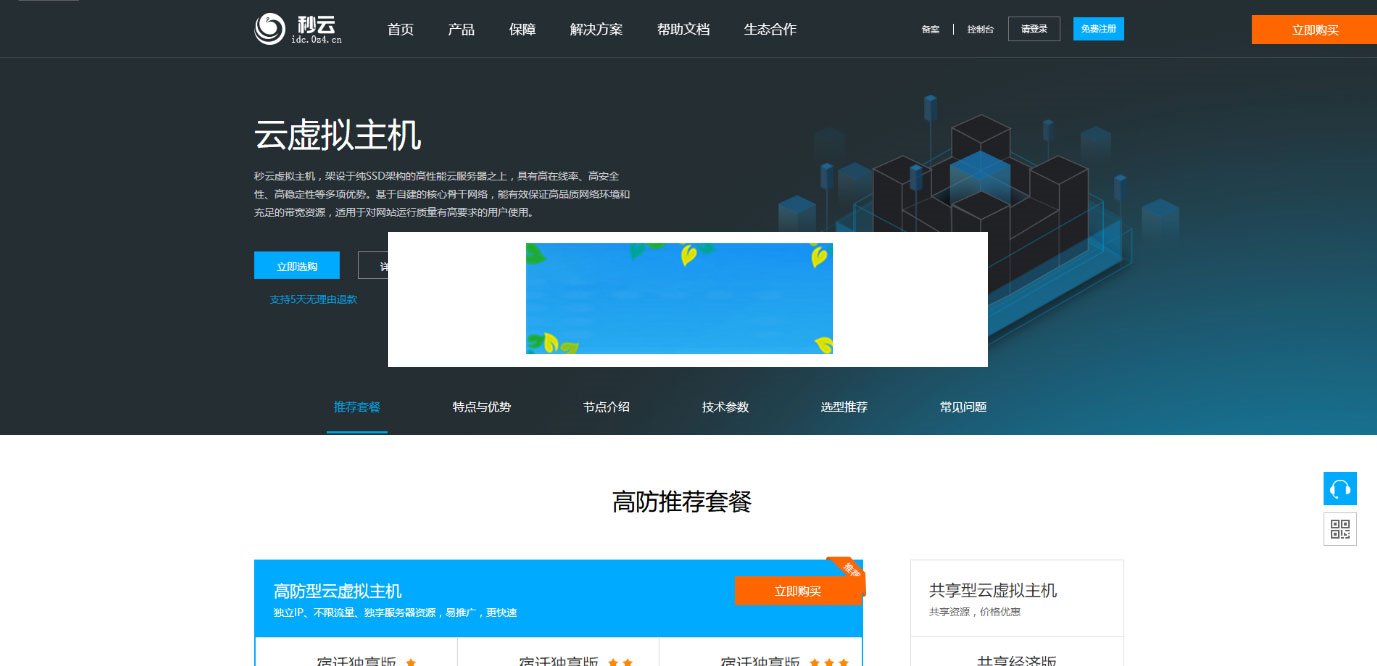 秒云
idc.0z4.cn
首页
产品
保障
解决方案
帮助文档
生态合作
备案
控制台
请登录
免费注册
立即购买
云虚拟主机
秒云虚拟主机，架设于纯SSD架构的高性能云服务器之上，具有高在线率、高安全
性、高稳定性等多项优势。基于自建的核心骨干网络，能有效保证高品质网络环境和
充足的带宽资源，适用于对网站运行质量有高要求的用户使用。
立即选购
支持5天无理由退款
推荐套餐
特点与优势
节点介绍
技术参数
选型推荐
常见问题
高防推荐套餐
高防型云虚拟主机
独立IP、不限流量、独享服务器资源，易推广，更快速
推荐
立即购买
共享型云虚拟主机
共享资源，价格优惠
宿迁独享版
宿迁独享版
宿迁独享版
共享经济版